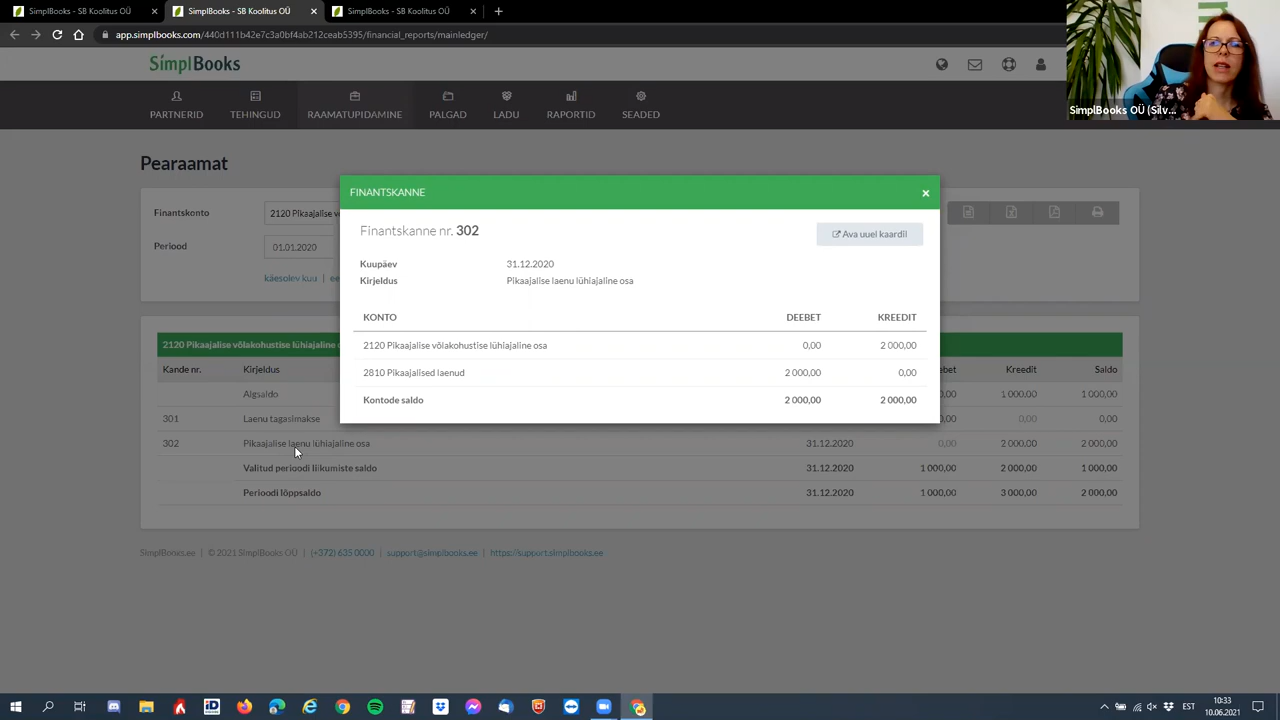 SimplBooks - SB Koolitus OÜ
SimplBooks - SB Koolitus OÜ
SimplBooks - SB Koolitus OÜ
app.simplbooks.com/440d111b42e7c3a0bf4ab212ceab5395/financial_reports/mainledger/
SimplBooks
PARTNERID TEHINGUD RAAMATUPIDAMINE PALGAD LADU RAPORTID SEADED
SimplBooks OÜ (Silv...
Pearaamat
Finantskonto 2120 Pikaajalise võ
Periood 01.01.2020
käesolev kuu | ee
FINANTSKANNE ×
Finantskanne nr. 302
Ava uuel kaardil
Kuupäev 31.12.2020
Kirjeldus Pikaajalise laenu lühiajaline osa
KONTO DEEBET KREEDIT
2120 Pikaajalise võlakohustise lühiajaline osa 0,00 2 000,00
2810 Pikaajalised laenud 2 000,00 0,00
Kontode saldo 2 000,00 2 000,00
2120 Pikaajalise võlakohustise lühiajaline o
Kande nr. Kirjeldus ebet Kreedit Saldo
Algsaldo 1 000,00 1 000,00
301 Laenu tagasimakse 0,00 0,00
302 Pikaajalise laenu lühiajaline osa 31.12.2020 0,00 2 000,00 2 000,00
Valitud perioodi liikumiste saldo 31.12.2020 1 000,00 2 000,00 1 000,00
Perioodi lõppsaldo 31.12.2020 1 000,00 3 000,00 2 000,00
SimplBooks.ee | © 2021 SimplBooks OÜ | (+372) 635 0000 | support@simplbooks.ee | https://support.simplbooks.ee
EST
10:33
10.06.2021